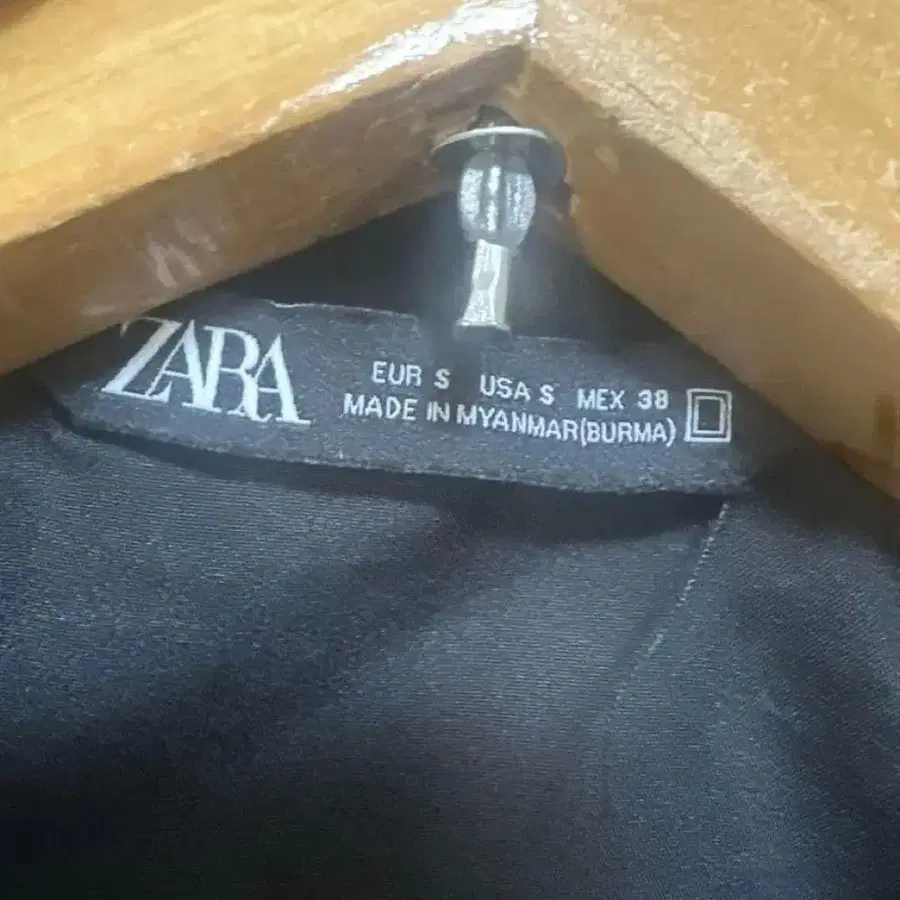 ZARA
EUR S USA S MEX 38
MADE IN MYANMAR(BURMA)